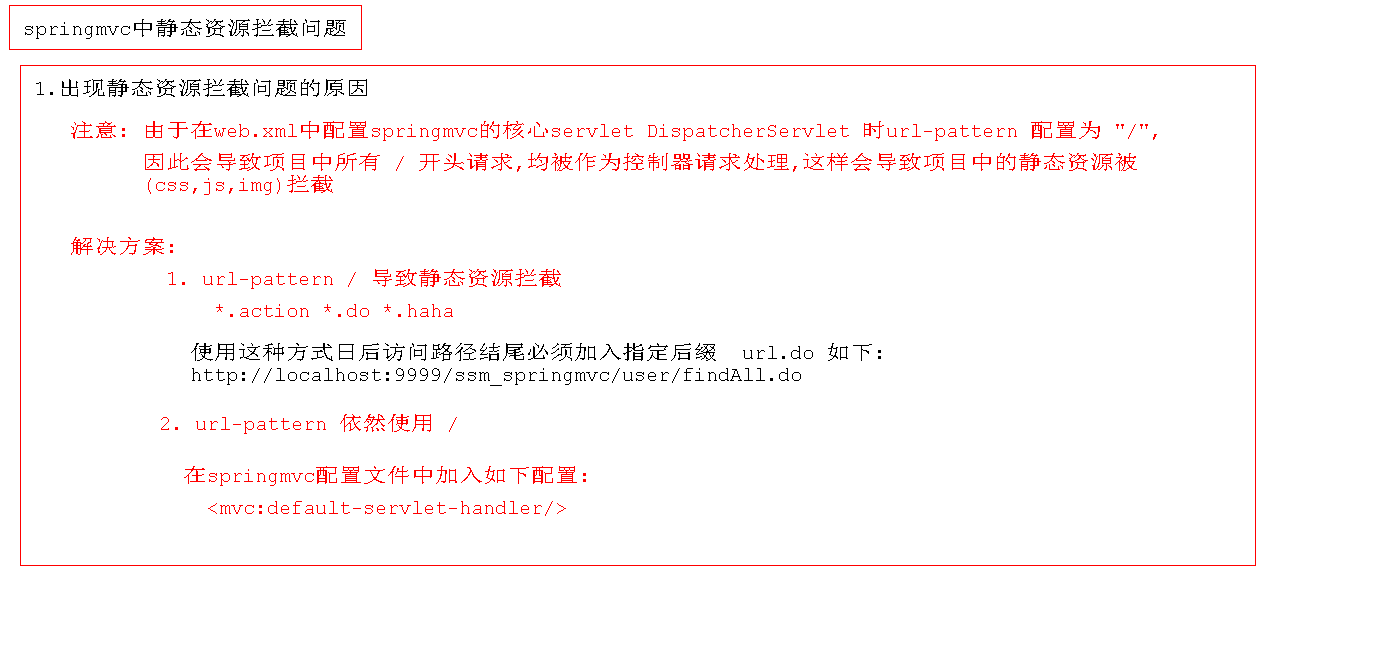 springmvc中静态资源拦截问题
1.出现静态资源拦截问题的原因
注意: 由于在web.xml中配置springmvc的核心servlet DispatcherServlet 时url-pattern 配置为 "/",
因此会导致项目中所有 / 开头请求,均被作为控制器请求处理,这样会导致项目中的静态资源被
(css,js,img)拦截
解决方案:
1. url-pattern / 导致静态资源拦截
*.action *.do *.haha
使用这种方式日后访问路径结尾必须加入指定后缀 url.do 如下:
http://localhost:9999/ssm_springmvc/user/findAll.do
2. url-pattern 依然使用 /
在springmvc配置文件中加入如下配置:
<mvc:default-servlet-handler/>